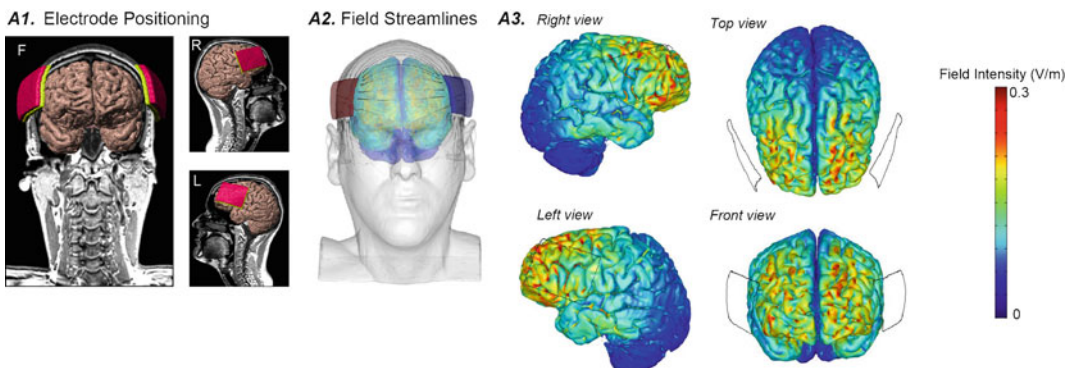 A1. Electrode Positioning
F
R
L
A2. Field Streamlines
A3. Right view
Top view
Left view
Front view
Field Intensity (V/m)
0.3
0